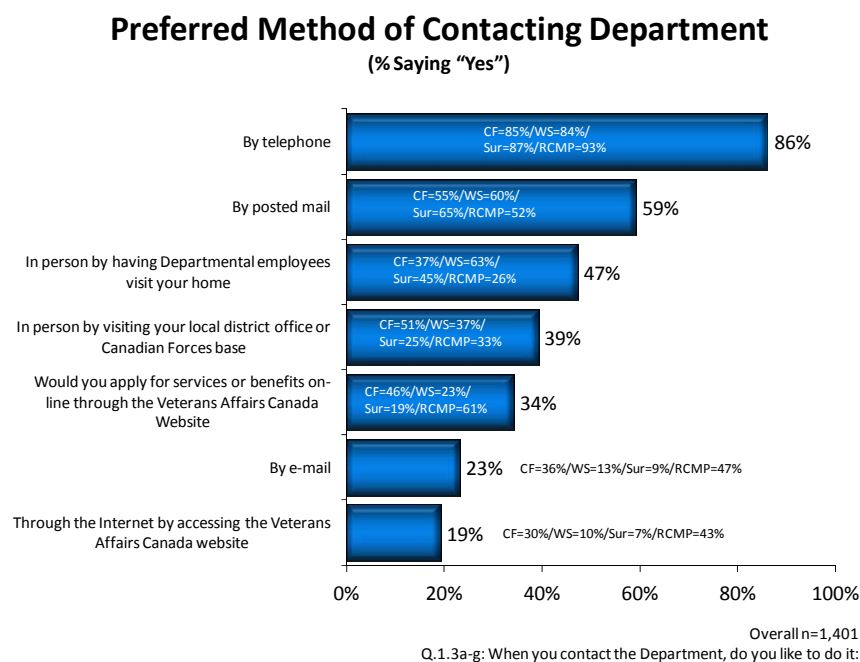 Preferred Method of Contacting Department
(% Saying “Yes”)
By telephone
CF=85%/WS=84%/
Sur=87%/RCMP=93%
86%
By posted mail
CF=55%/WS=60%/
Sur=65%/RCMP=52%
59%
In person by having Departmental employees
visit your home
CF=37%/WS=63%/
Sur=45%/RCMP=26%
47%
In person by visiting your local district office or
Canadian Forces base
CF=51%/WS=37%/
Sur=25%/RCMP=33%
39%
Would you apply for services or benefits on-
line through the Veterans Affairs Canada
Website
CF=46%/WS=23%/
Sur=19%/RCMP=61%
34%
By e-mail
23%
CF=36%/WS=13%/Sur=9%/RCMP=47%
Through the Internet by accessing the Veterans
Affairs Canada website
19%
CF=30%/WS=10%/Sur=7%/RCMP=43%
0% 20% 40% 60% 80% 100%
Overall n=1,401
Q.1.3a-g: When you contact the Department, do you like to do it: